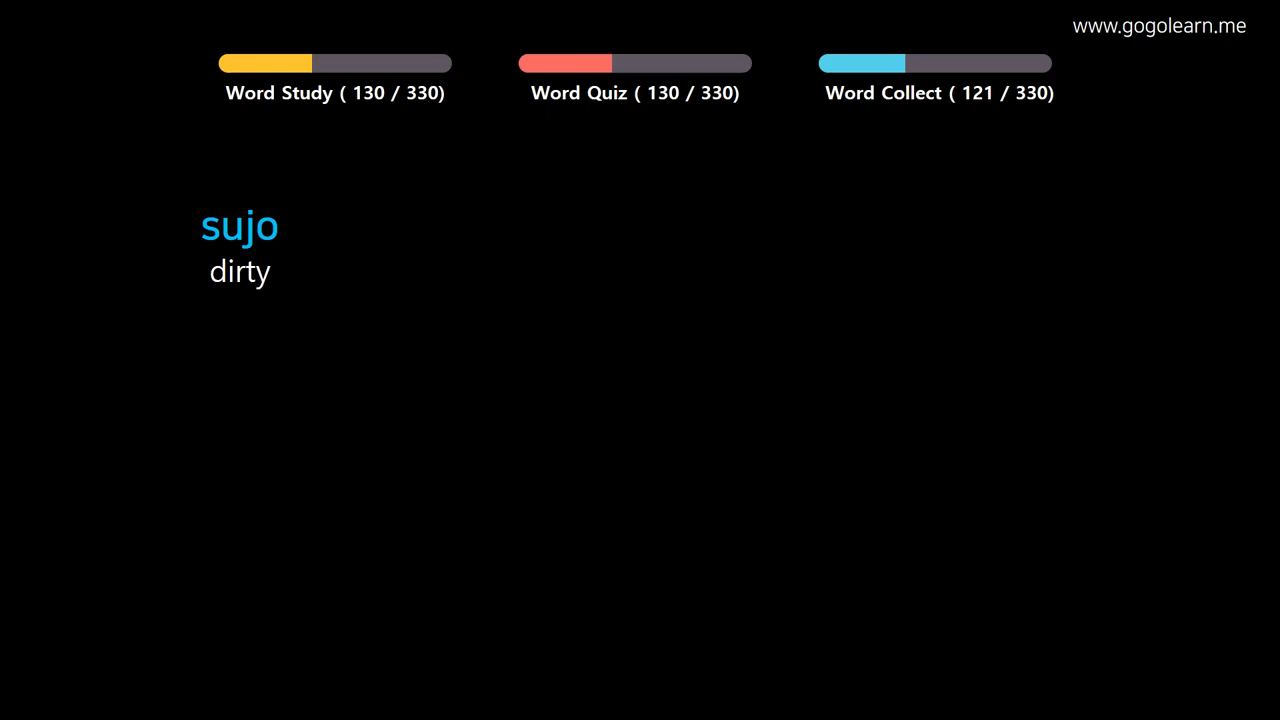 www.gogolearn.me
Word Study ( 130 / 330)
Word Quiz ( 130 / 330)
Word Collect ( 121 / 330)
sujo
dirty